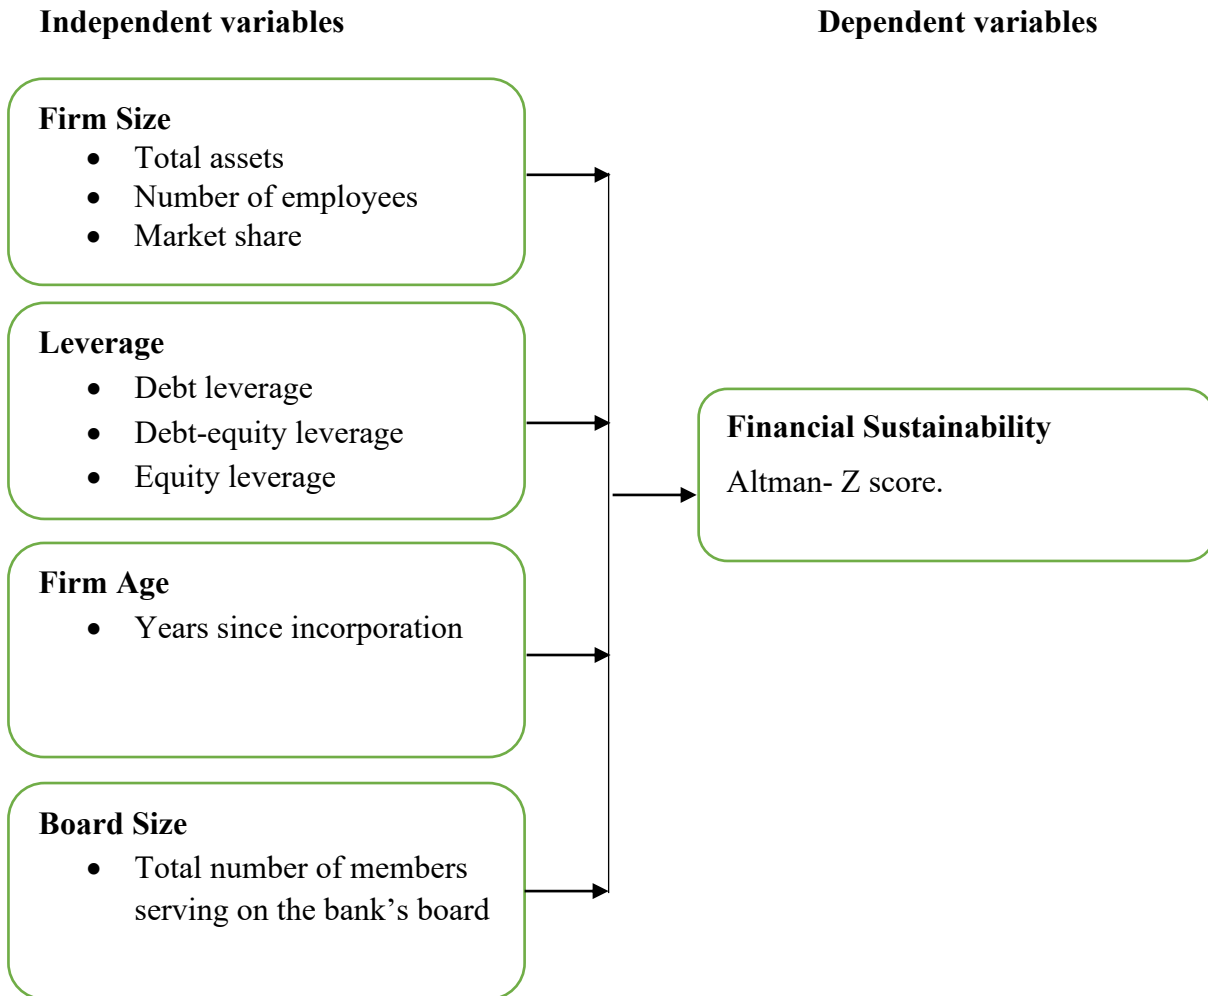 Independent variables
Dependent variables
Firm Size
• Total assets
• Number of employees
• Market share
Leverage
• Debt leverage
• Debt-equity leverage
• Equity leverage
Firm Age
• Years since incorporation
Board Size
• Total number of members
serving on the bank’s board
Financial Sustainability
Altman- Z score.